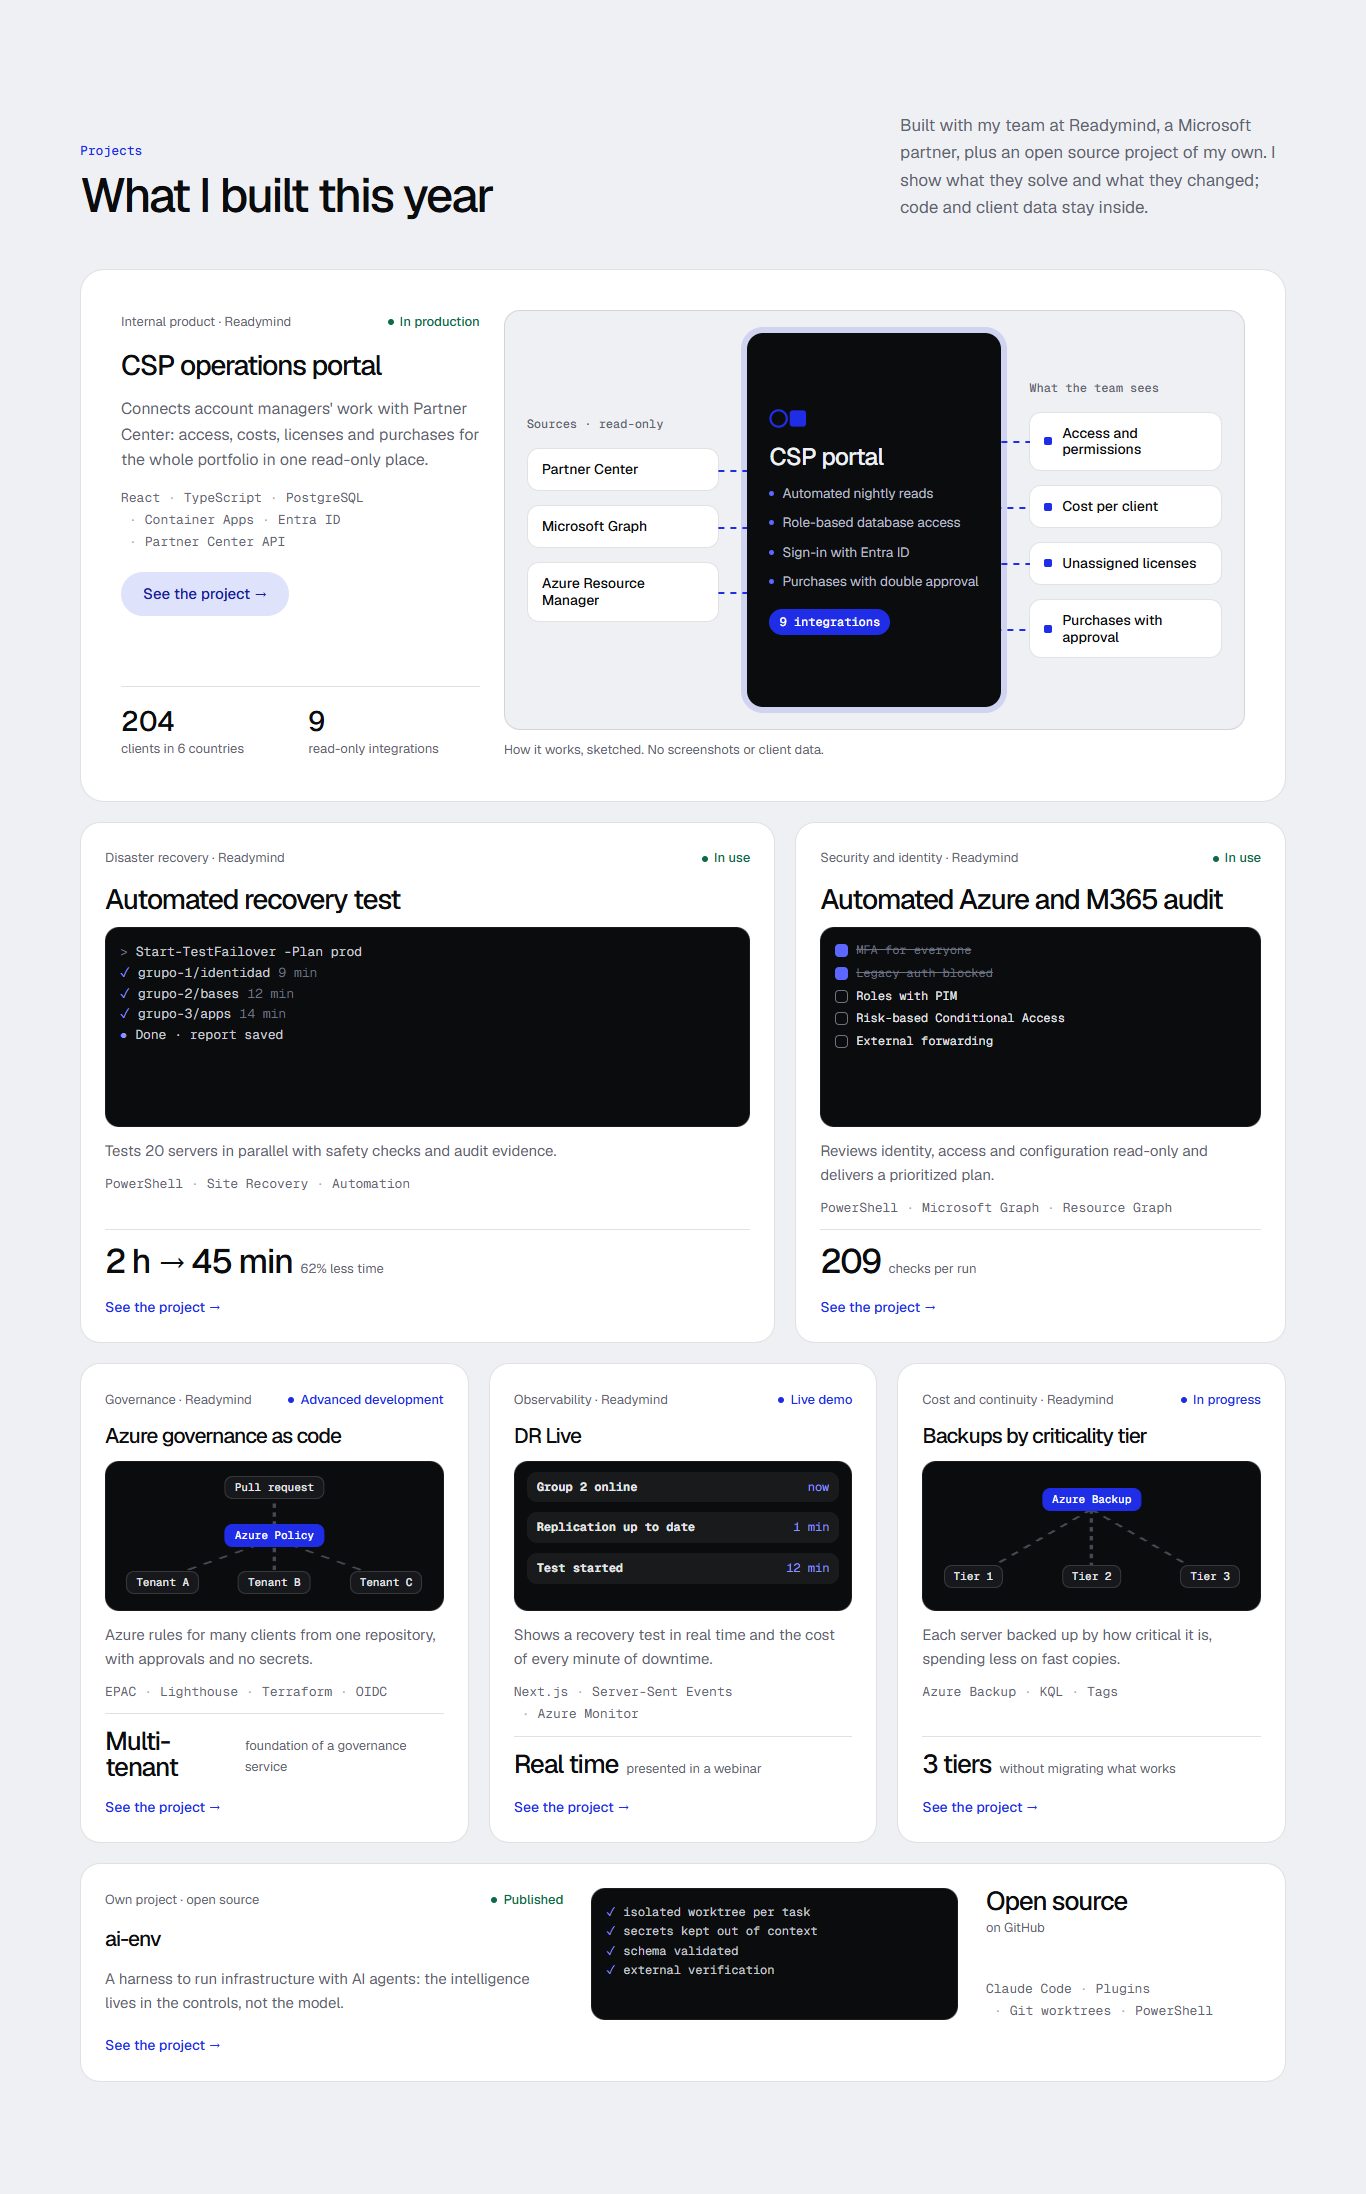 Projects
What I built this year
Built with my team at Readymind, a Microsoft
partner, plus an open source project of my own. I
show what they solve and what they changed;
code and client data stay inside.
Internal product · Readymind
● In production
CSP operations portal
Connects account managers' work with Partner
Center: access, costs, licenses and purchases for
the whole portfolio in one read-only place.
React · TypeScript · PostgreSQL
· Container Apps · Entra ID
· Partner Center API
See the project →
204
clients in 6 countries
9
read-only integrations
Sources · read-only
Partner Center
Microsoft Graph
Azure Resource
Manager
CSP portal
• Automated nightly reads
• Role-based database access
• Sign-in with Entra ID
• Purchases with double approval
9 integrations
What the team sees
Access and
permissions
Cost per client
Unassigned licenses
Purchases with
approval
How it works, sketched. No screenshots or client data.
Disaster recovery · Readymind
● In use
Automated recovery test
> Start-TestFailover -Plan prod
✓ grupo-1/identidad 9 min
✓ grupo-2/bases 12 min
✓ grupo-3/apps 14 min
● Done · report saved
Tests 20 servers in parallel with safety checks and audit evidence.
PowerShell · Site Recovery · Automation
2 h → 45 min 62% less time
See the project →
Security and identity · Readymind
● In use
Automated Azure and M365 audit
MFA for everyone
Legacy auth blocked
Roles with PIM
Risk-based Conditional Access
External forwarding
Reviews identity, access and configuration read-only and
delivers a prioritized plan.
PowerShell · Microsoft Graph · Resource Graph
209 checks per run
See the project →
Governance · Readymind
● Advanced development
Azure governance as code
Pull request
Azure Policy
Tenant A
Tenant B
Tenant C
Azure rules for many clients from one repository,
with approvals and no secrets.
EPAC · Lighthouse · Terraform · OIDC
Multi-
tenant
foundation of a governance
service
See the project →
Observability · Readymind
● Live demo
DR Live
Group 2 online now
Replication up to date 1 min
Test started 12 min
Shows a recovery test in real time and the cost
of every minute of downtime.
Next.js · Server-Sent Events
· Azure Monitor
Real time presented in a webinar
See the project →
Cost and continuity · Readymind
● In progress
Backups by criticality tier
Azure Backup
Tier 1
Tier 2
Tier 3
Each server backed up by how critical it is,
spending less on fast copies.
Azure Backup · KQL · Tags
3 tiers without migrating what works
See the project →
Own project · open source
● Published
ai-env
A harness to run infrastructure with AI agents: the intelligence
lives in the controls, not the model.
See the project →
✓ isolated worktree per task
✓ secrets kept out of context
✓ schema validated
✓ external verification
Open source
on GitHub
Claude Code · Plugins
· Git worktrees · PowerShell